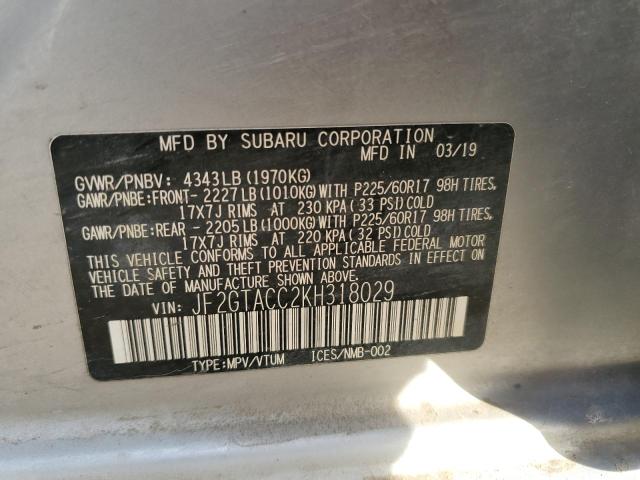 MFD BY SUBARU CORPORATION
MFD IN 03/19
GVWR/PNBV: 4343LB(1970KG)
GAWR/PNBE:FRONT-2227LB(1010KG)WITH P225/60R17 98H TIRES,
17X7J RIMS AT 230 KPA(33 PSI)COLD
GAWR/PNBE:REAR -2205LB(1000KG)WITH P225/60R17 98H TIRES,
17X7J RIMS AT 220 KPA(32 PSI)COLD
THIS VEHICLE CONFORMS TO ALL APPLICABLE FEDERAL MOTOR
VEHICLE SAFETY AND THEFT PREVENTION STANDARDS IN EFFECT ON
THE DATE OF MANUFACTURE SHOWN ABOVE.
VIN: JF2GTACC2KH318029
TYPE:MPV/VTUM ICES/NMB-002